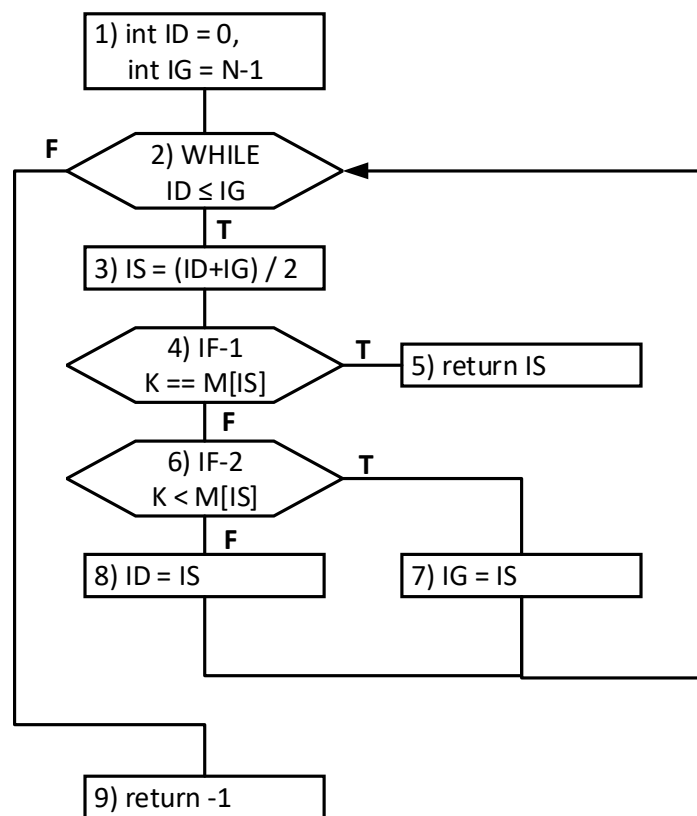 1) int ID = 0,
int IG = N-1
F
2) WHILE
ID ≤ IG
T
3) IS = (ID+IG) / 2
4) IF-1
K == M[IS]
T
5) return IS
F
6) IF-2
K < M[IS]
T
F
8) ID = IS
7) IG = IS
9) return -1